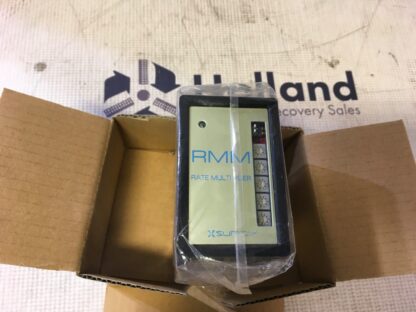 Holland
Recovery Sales
RMM
RATE MULTIPLIER